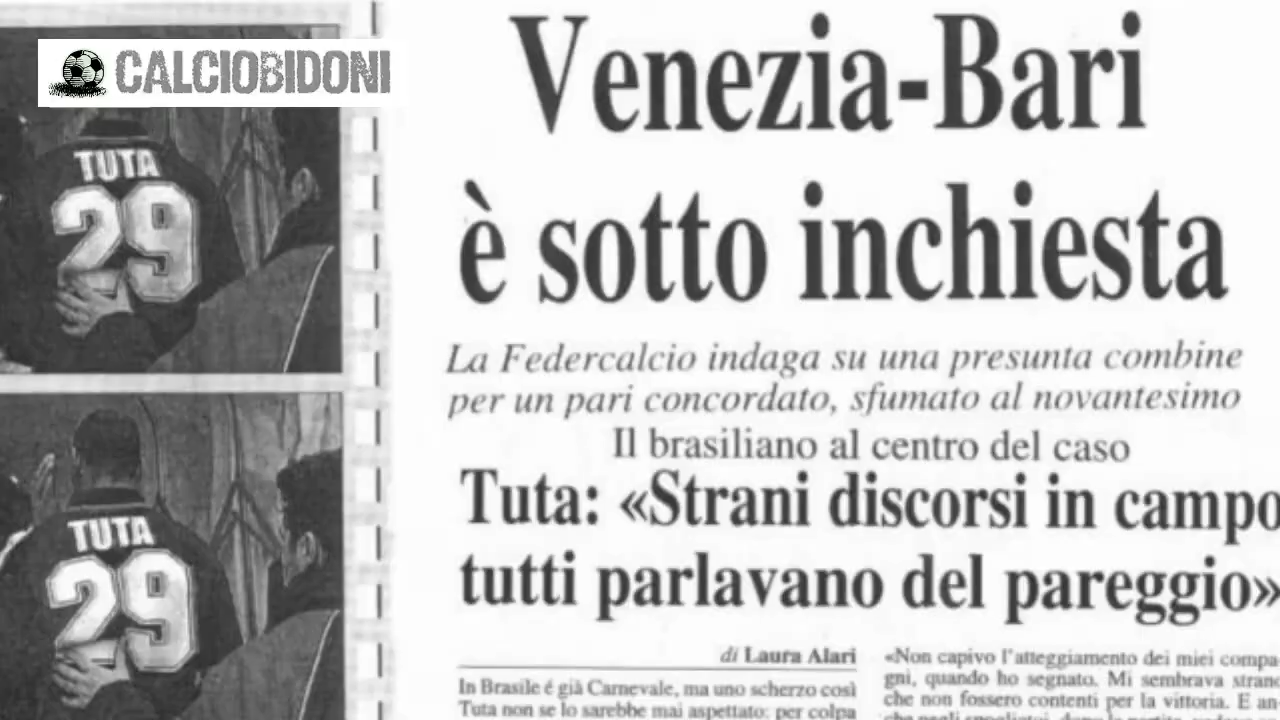 CALCIOBIDONI
TUTA
29
TUTA
29
Venezia-Bari
è sotto inchiesta
La Federcalcio indaga su una presunta combine
per un pari concordato, sfumato al novantesimo
Il brasiliano al centro del caso
Tuta: «Strani discorsi in campo
tutti parlavano del pareggio»
di Laura Alari
In Brasile é già Carnevale, ma uno scherzo così
Tuta non se lo sarebbe mai aspettato: per colpa
«Non capivo l'atteggiamento dei miei compa-
gni, quando ho segnato. Mi sembrava strano
che non fossero contenti per la vittoria. E an